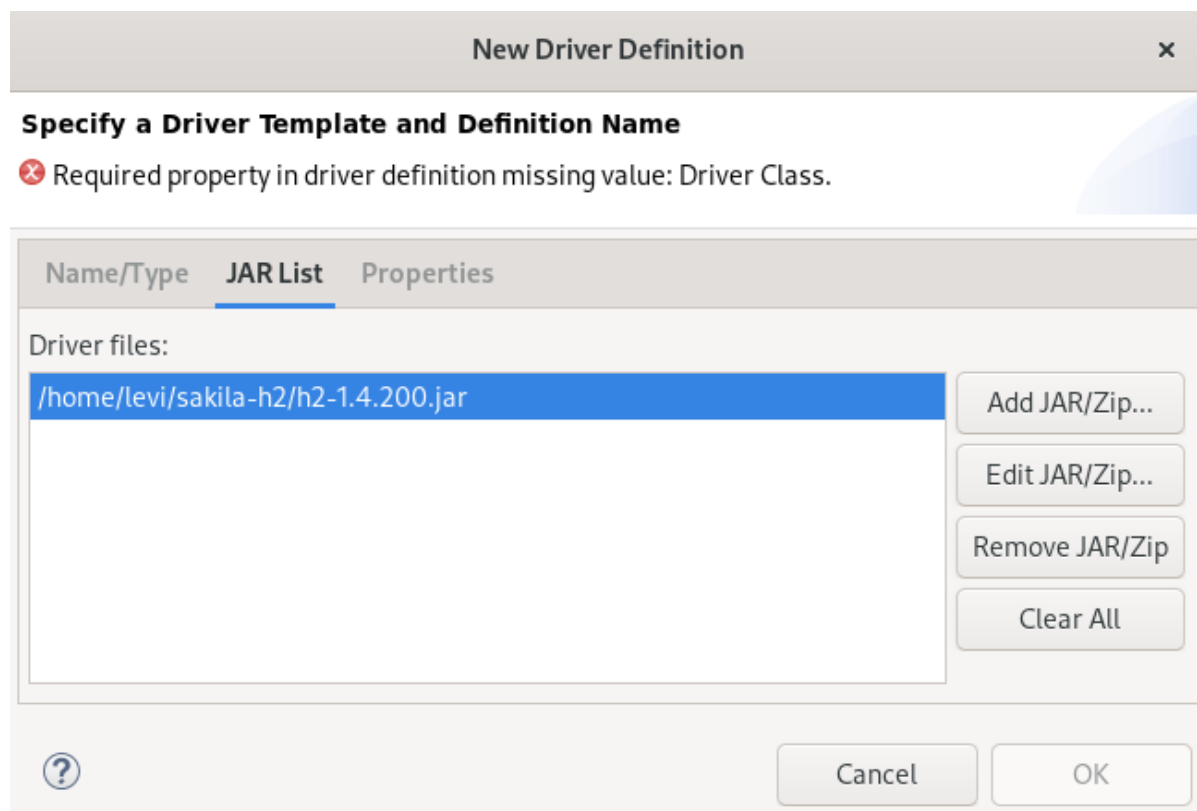 New Driver Definition
Specify a Driver Template and Definition Name
Required property in driver definition missing value: Driver Class.
Name/Type JAR List Properties
Driver files:
/home/levi/sakila-h2/h2-1.4.200.jar
Add JAR/Zip...
Edit JAR/Zip...
Remove JAR/Zip
Clear All
Cancel OK